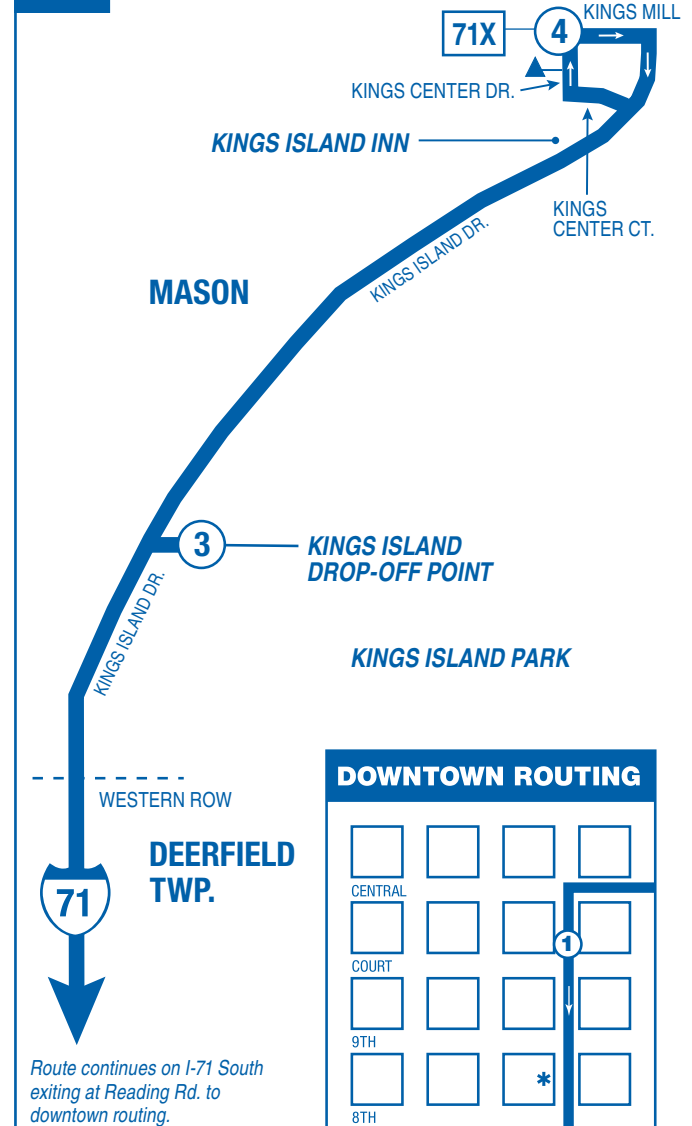 KINGS MILL
71X
4
KINGS CENTER DR.
KINGS ISLAND INN
KINGS
CENTER CT.
KINGS ISLAND DR.
MASON
3
KINGS ISLAND
DROP-OFF POINT
KINGS ISLAND DR.
KINGS ISLAND PARK
WESTERN ROW
DEERFIELD
TWP.
71
Route continues on I-71 South
exiting at Reading Rd. to
downtown routing.
DOWNTOWN ROUTING
CENTRAL
1
COURT
9TH
*
8TH